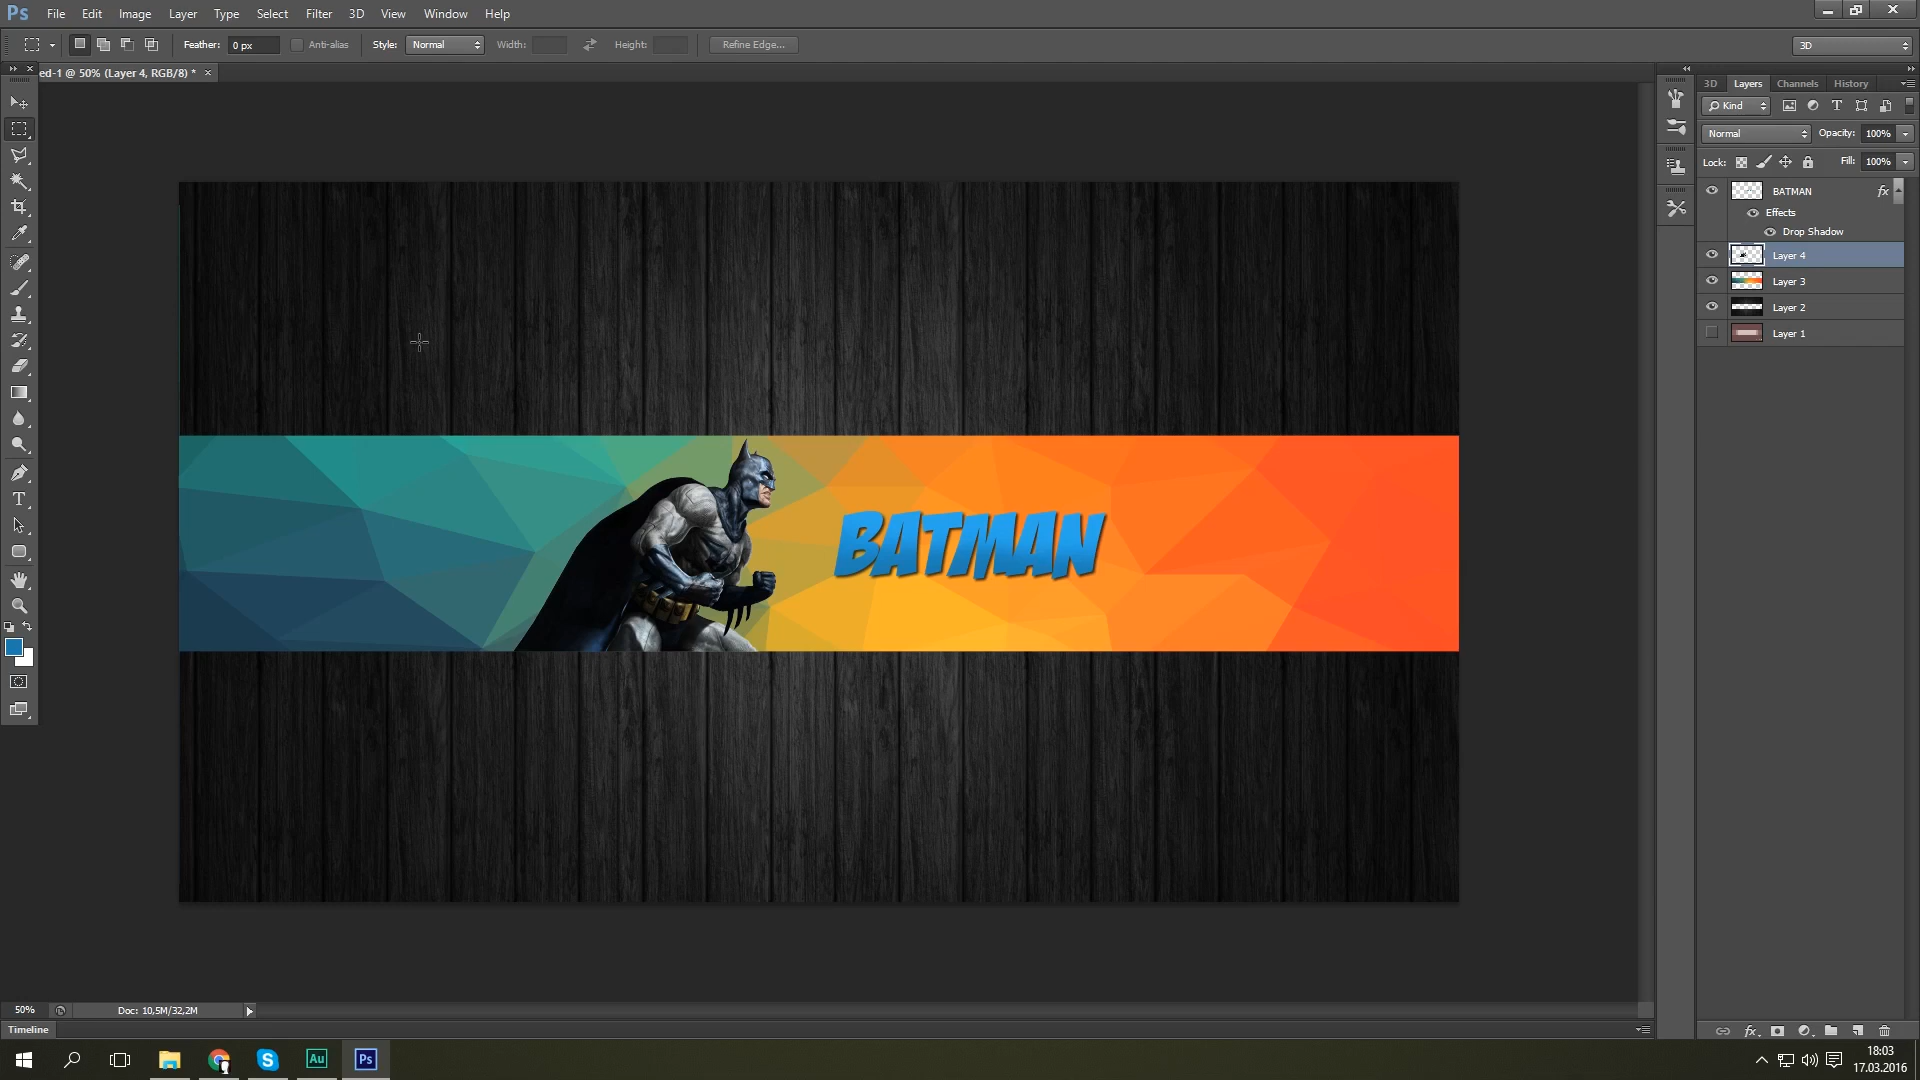 Ps File Edit Image Layer Type Select Filter 3D View Window Help
Feather: 0 px Anti-alias Style: Normal Width: Height: Refine Edge... 3D
ed-1 @ 50% (Layer 4, RGB/8) * ×
3D Layers Channels History
Kind
Normal Opacity: 100%
Lock: Fill: 100%
BATMAN fx
Effects
Drop Shadow
Layer 4
Layer 3
Layer 2
Layer 1
BATMAN
50% Doc: 10,5M/32,2M
Timeline
Au Ps
18:03
17.03.2016